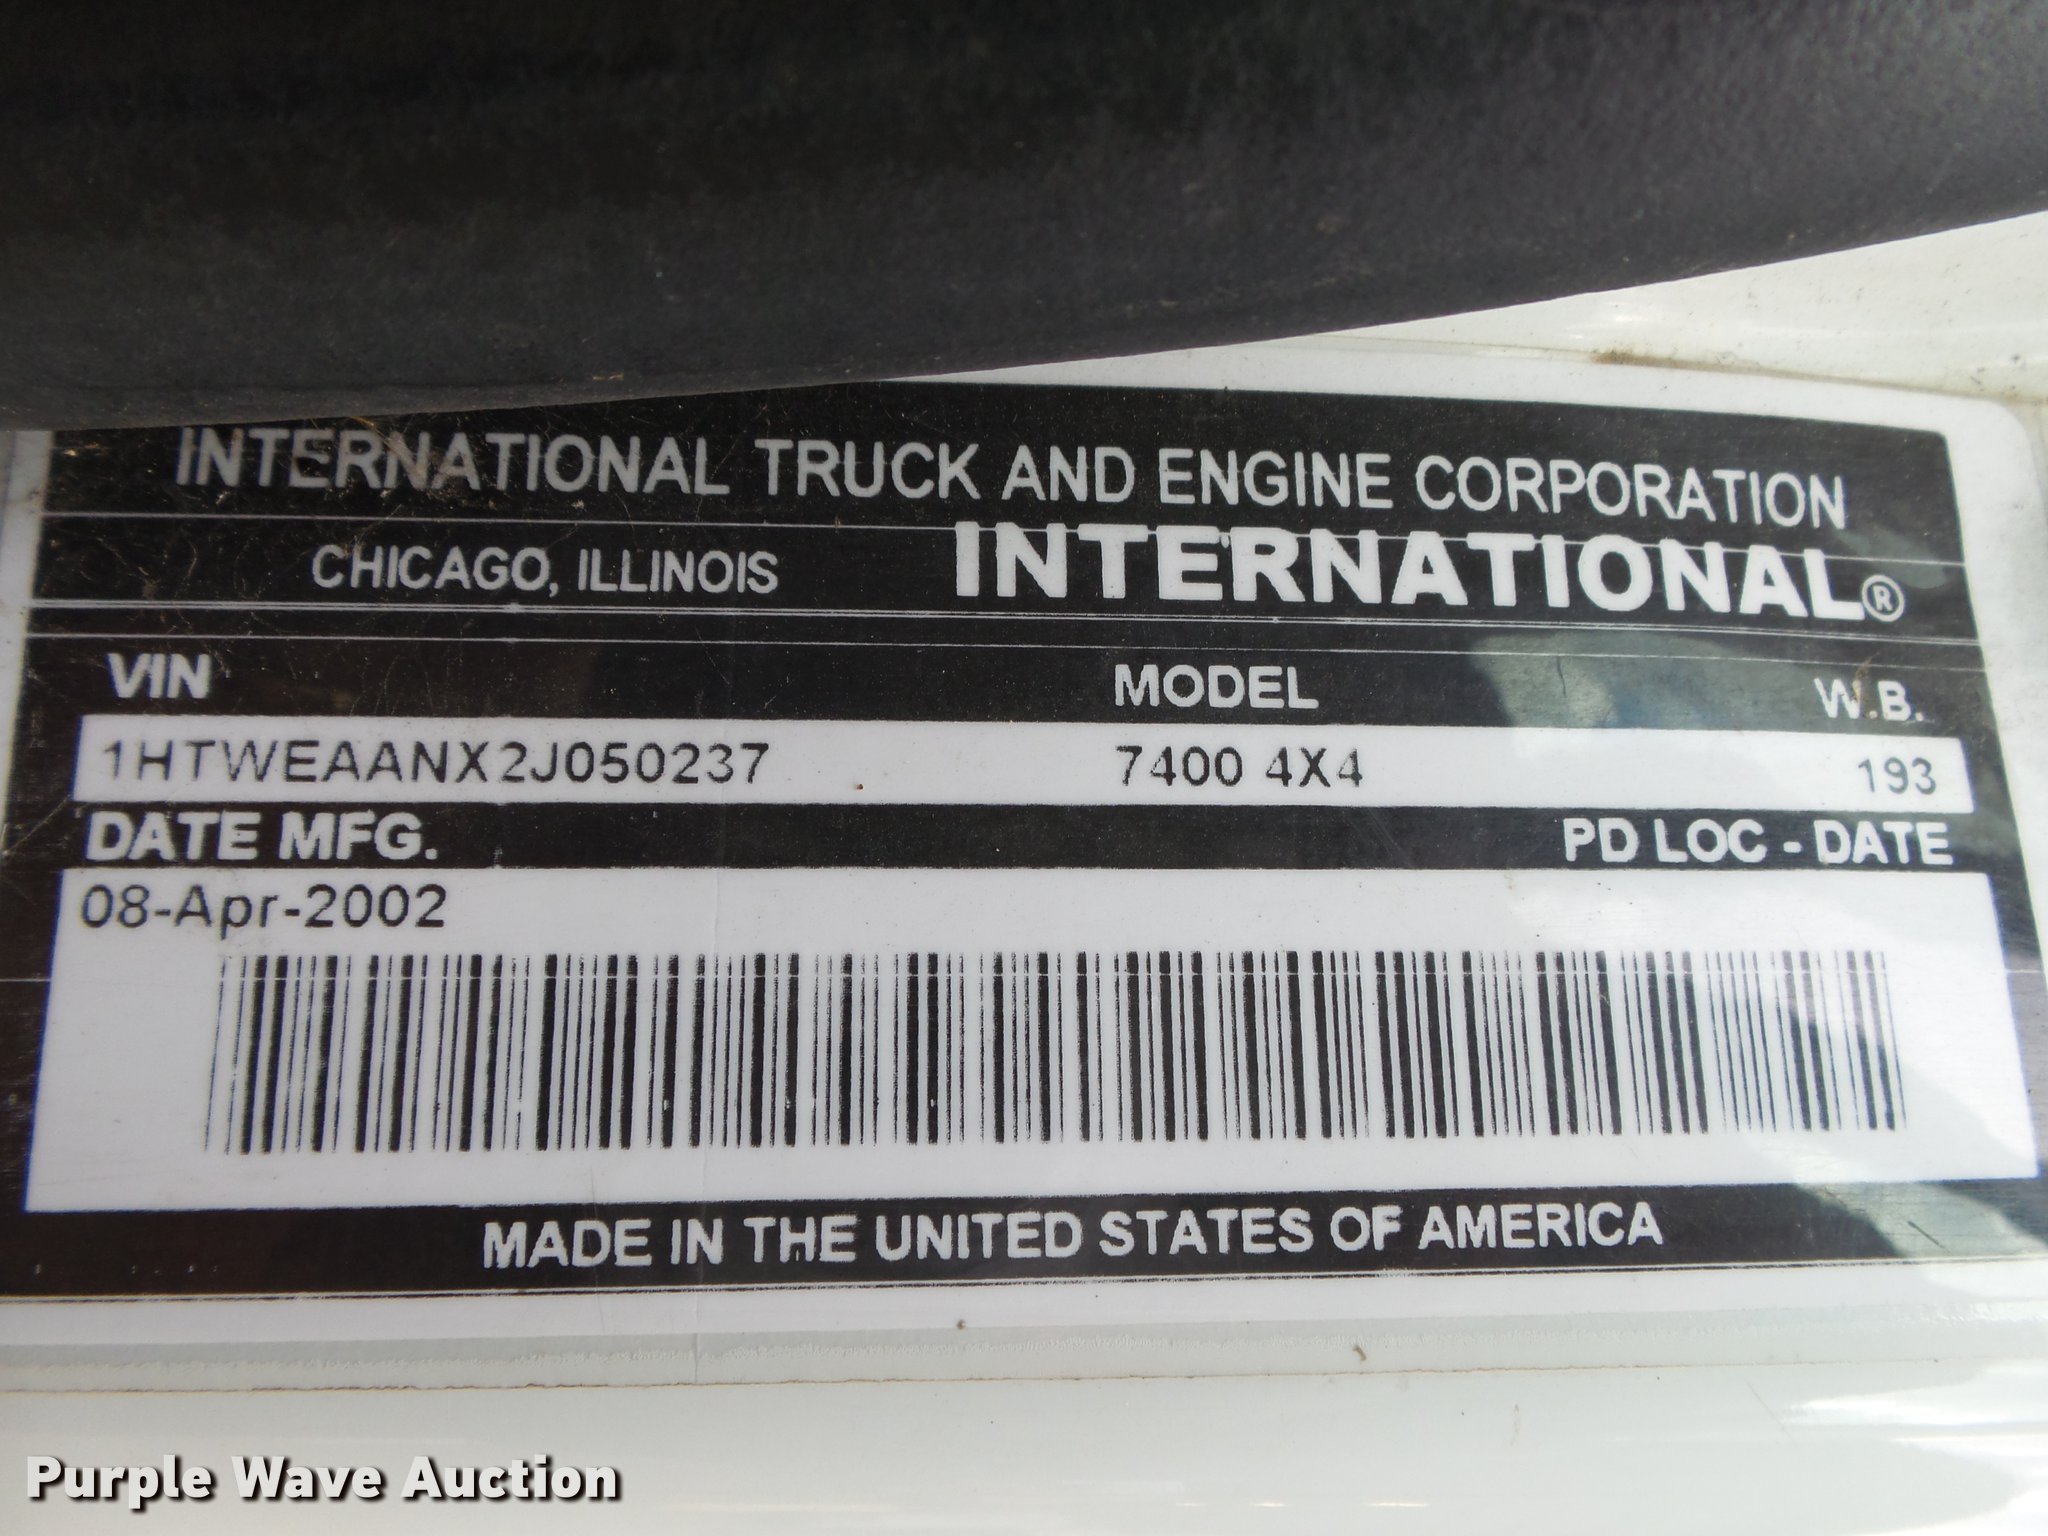 INTERNATIONAL TRUCK AND ENGINE CORPORATION
CHICAGO, ILLINOIS INTERNATIONAL®
VIN MODEL W.B.
1HTWEAANX2J050237 7400 4X4 193
DATE MFG. PD LOC - DATE
08-Apr-2002
MADE IN THE UNITED STATES OF AMERICA
Purple Wave Auction